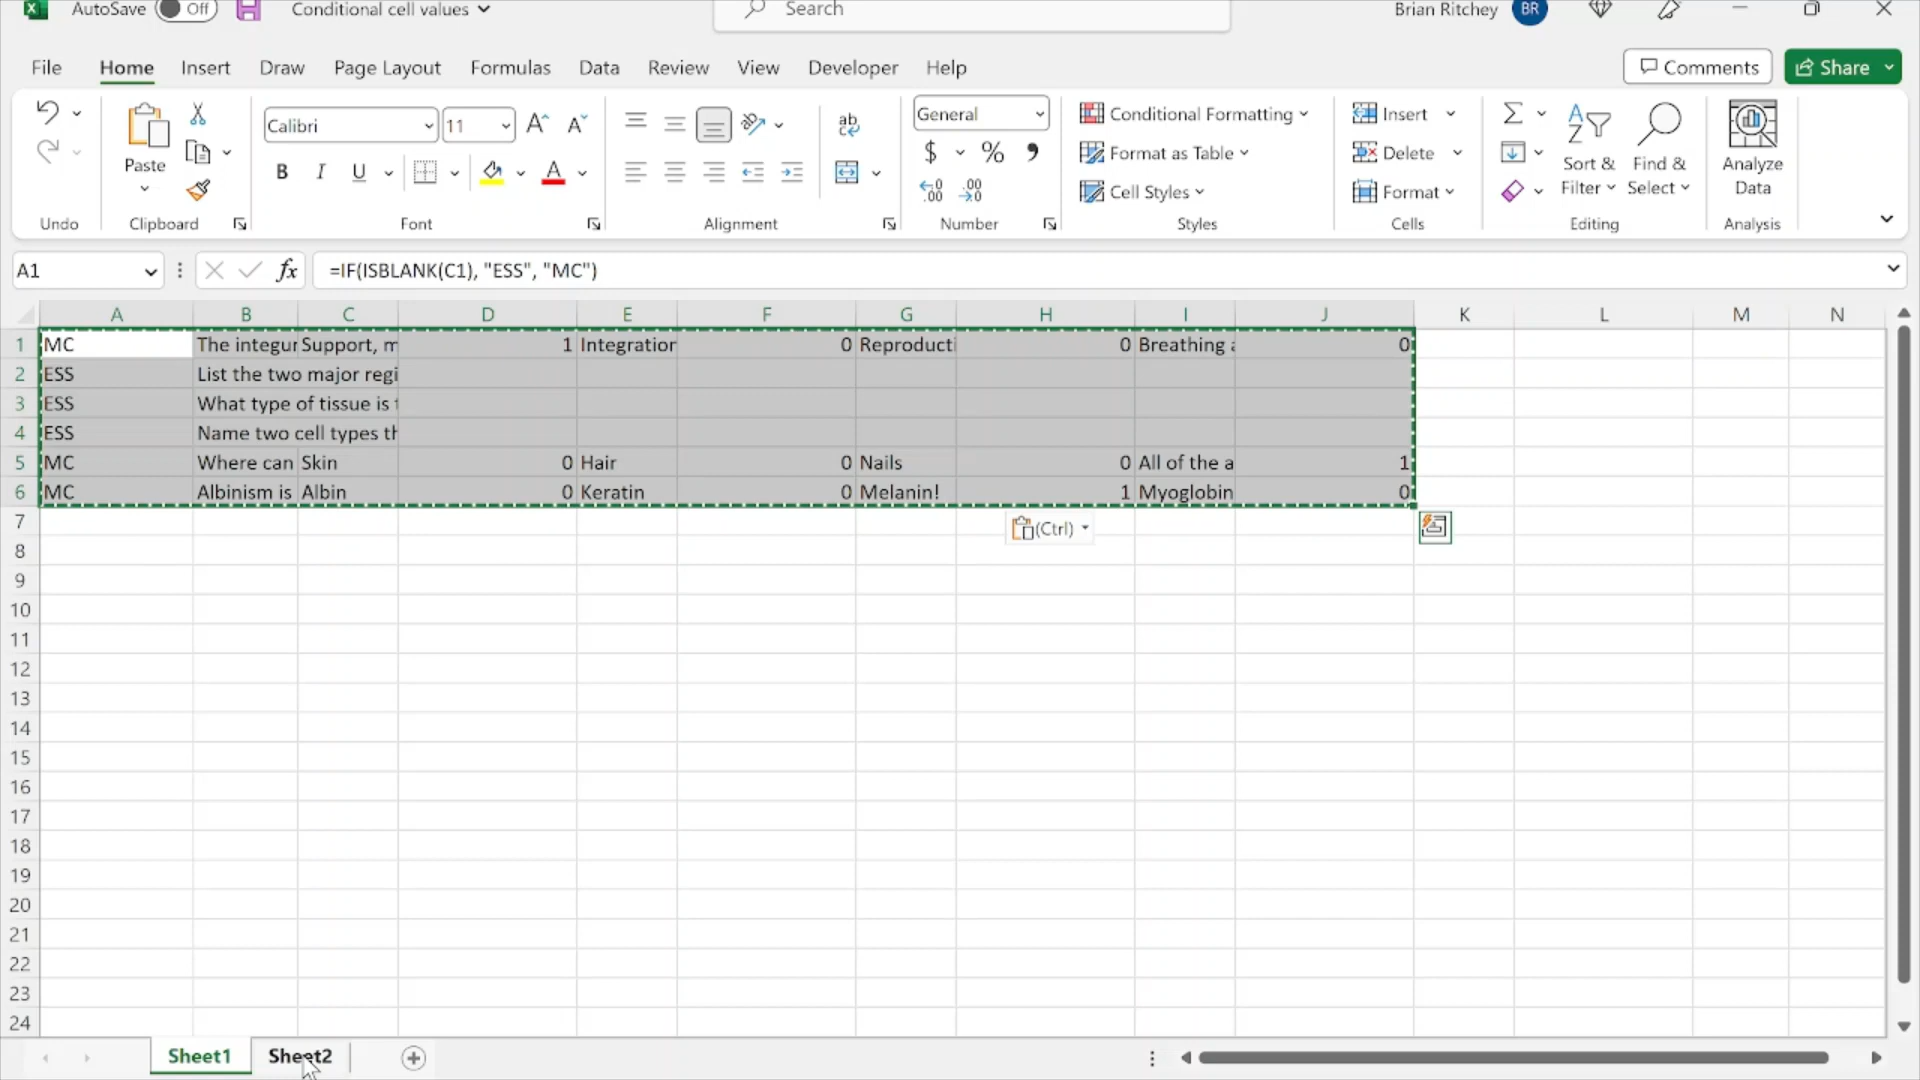 AutoSave Off Conditional cell values Search Brian Ritchey BR
File Home Insert Draw Page Layout Formulas Data Review View Developer Help Comments Share
Paste
Undo
Clipboard
Calibri 11
B I U A
Font
ab
Alignment
General
$ % 9
Number
Conditional Formatting
Format as Table
Cell Styles
Styles
Insert
Delete
Format
Cells
Σ
Sort & Filter
Find & Select
Editing
Analyze Data
Analysis
A1 fx =IF(ISBLANK(C1), "ESS", "MC")
A B C D E F G H I J K L M N
1 MC The integur Support, m 1 Integration 0 Reproducti 0 Breathing a 0
2 ESS List the two major regi
3 ESS What type of tissue is t
4 ESS Name two cell types th
5 MC Where can Skin 0 Hair 0 Nails 0 All of the a 1
6 MC Albinism is Albin 0 Keratin 0 Melanin! 1 Myoglobin 0
7 (Ctrl)
8
9
10
11
12
13
14
15
16
17
18
19
20
21
22
23
24
Sheet1 Sheet2